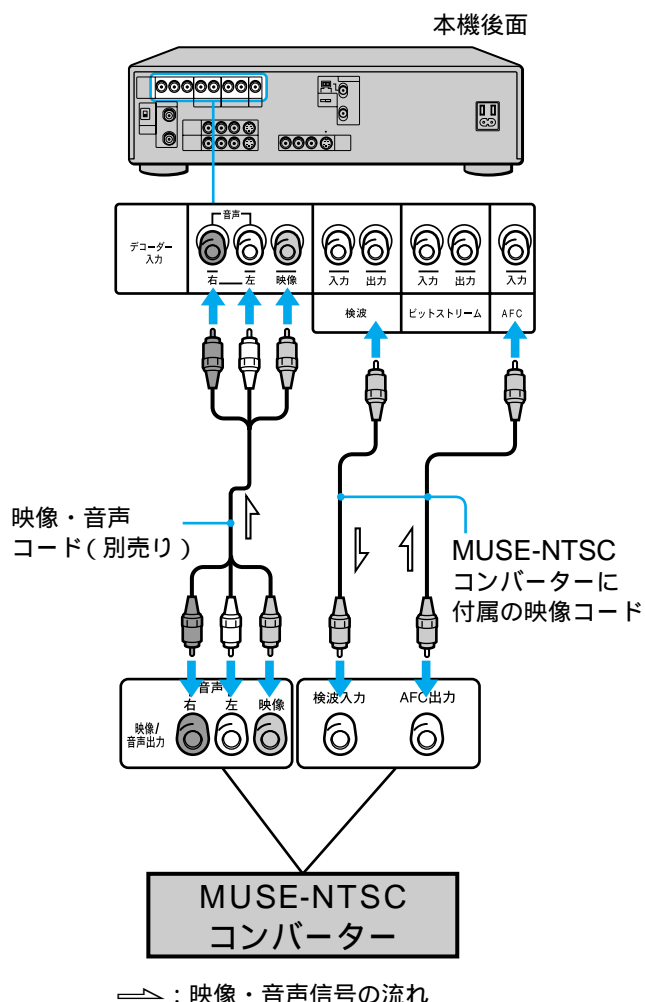 本機後面
デコーダー
入力
音声
右 左 映像
入力 出力
入力 出力
入力
検波
ビットストリーム
AFC
映像・音声
コード(別売り)
MUSE-NTSC
コンバーターに
付属の映像コード
音声
右 左 映像
映像/
音声出力
検波入力
AFC出力
MUSE-NTSC
コンバーター
:映像・音声信号の流れ